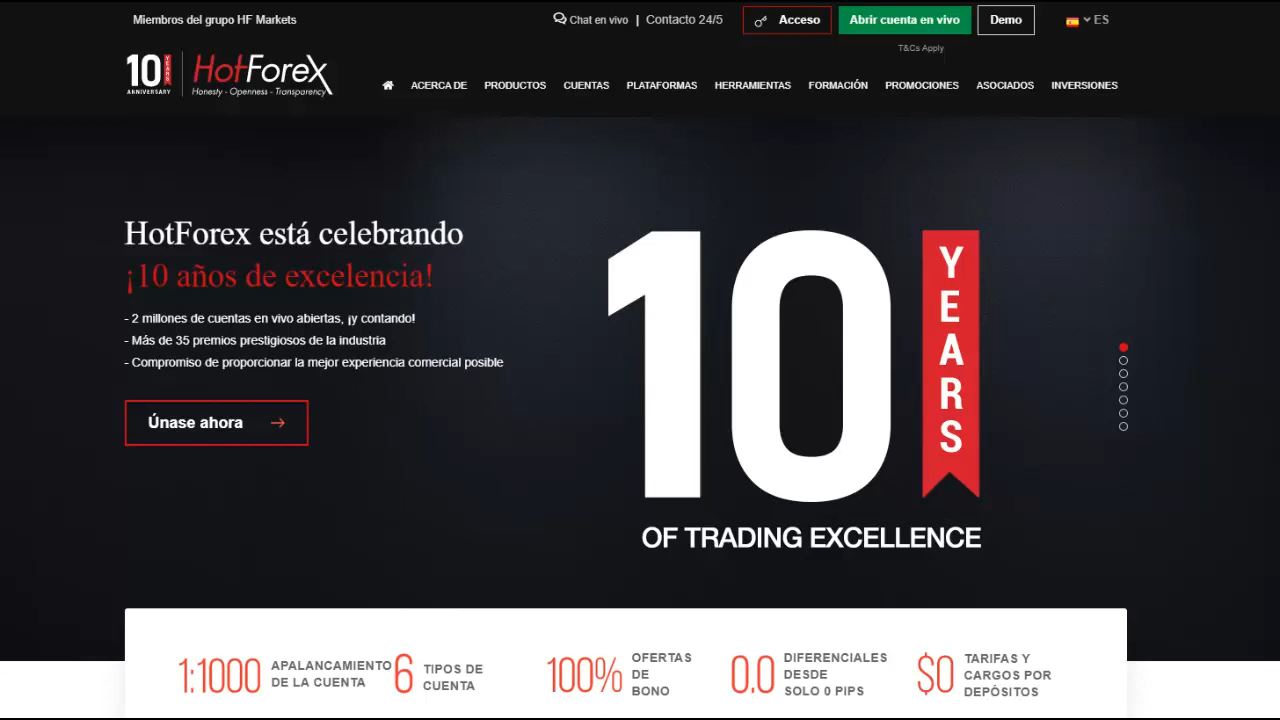 Miembros del grupo HF Markets
Chat en vivo | Contacto 24/5
Acceso
Abrir cuenta en vivo
Demo
ES
T&Cs Apply
10 YEARS
ANNIVERSARY
HotForex
Honesty - Openness - Transparency
ACERCA DE PRODUCTOS CUENTAS PLATAFORMAS HERRAMIENTAS FORMACIÓN PROMOCIONES ASOCIADOS INVERSIONES
HotForex está celebrando
¡10 años de excelencia!
- 2 millones de cuentas en vivo abiertas, ¡y contando!
- Más de 35 premios prestigiosos de la industria
- Compromiso de proporcionar la mejor experiencia comercial posible
Únase ahora
10 YEARS
OF TRADING EXCELLENCE
1:1000
APALANCAMIENTO
DE LA CUENTA
6
TIPOS DE
CUENTA
100%
OFERTAS
DE
BONO
0.0
DIFERENCIALES
DESDE
SOLO 0 PIPS
$0
TARIFAS Y
CARGOS POR
DEPÓSITOS